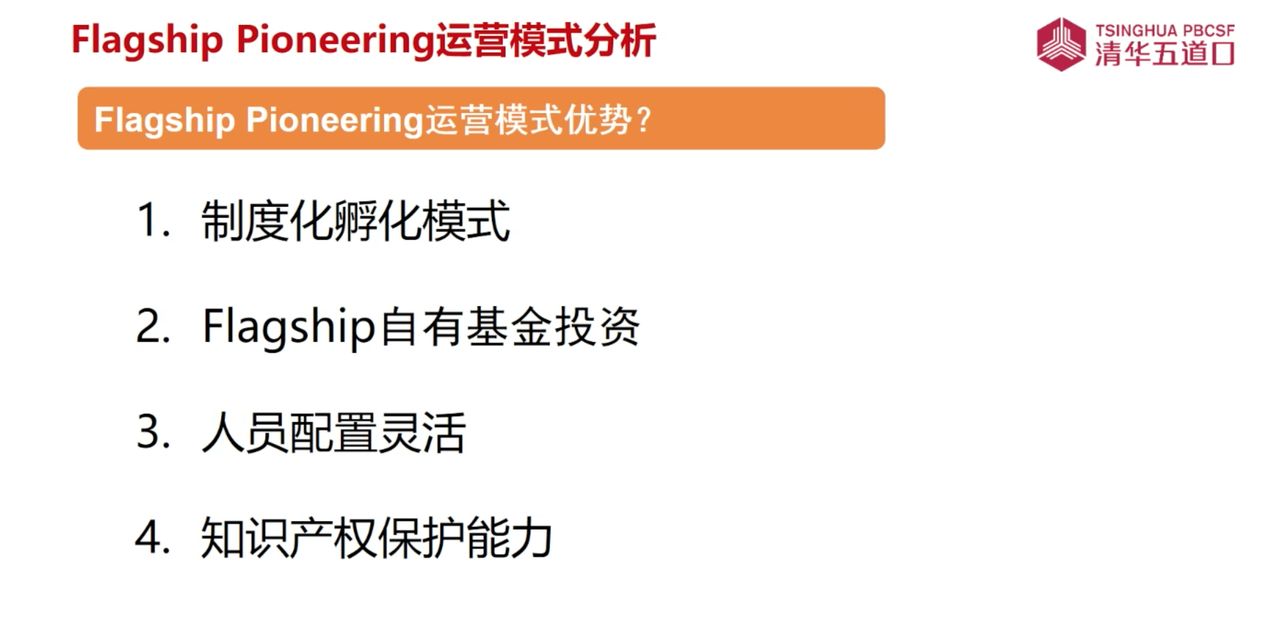 Flagship Pioneering运营模式分析
TSINGHUA PBCSF
清华五道口
Flagship Pioneering运营模式优势？
1. 制度化孵化模式
2. Flagship自有基金投资
3. 人员配置灵活
4. 知识产权保护能力